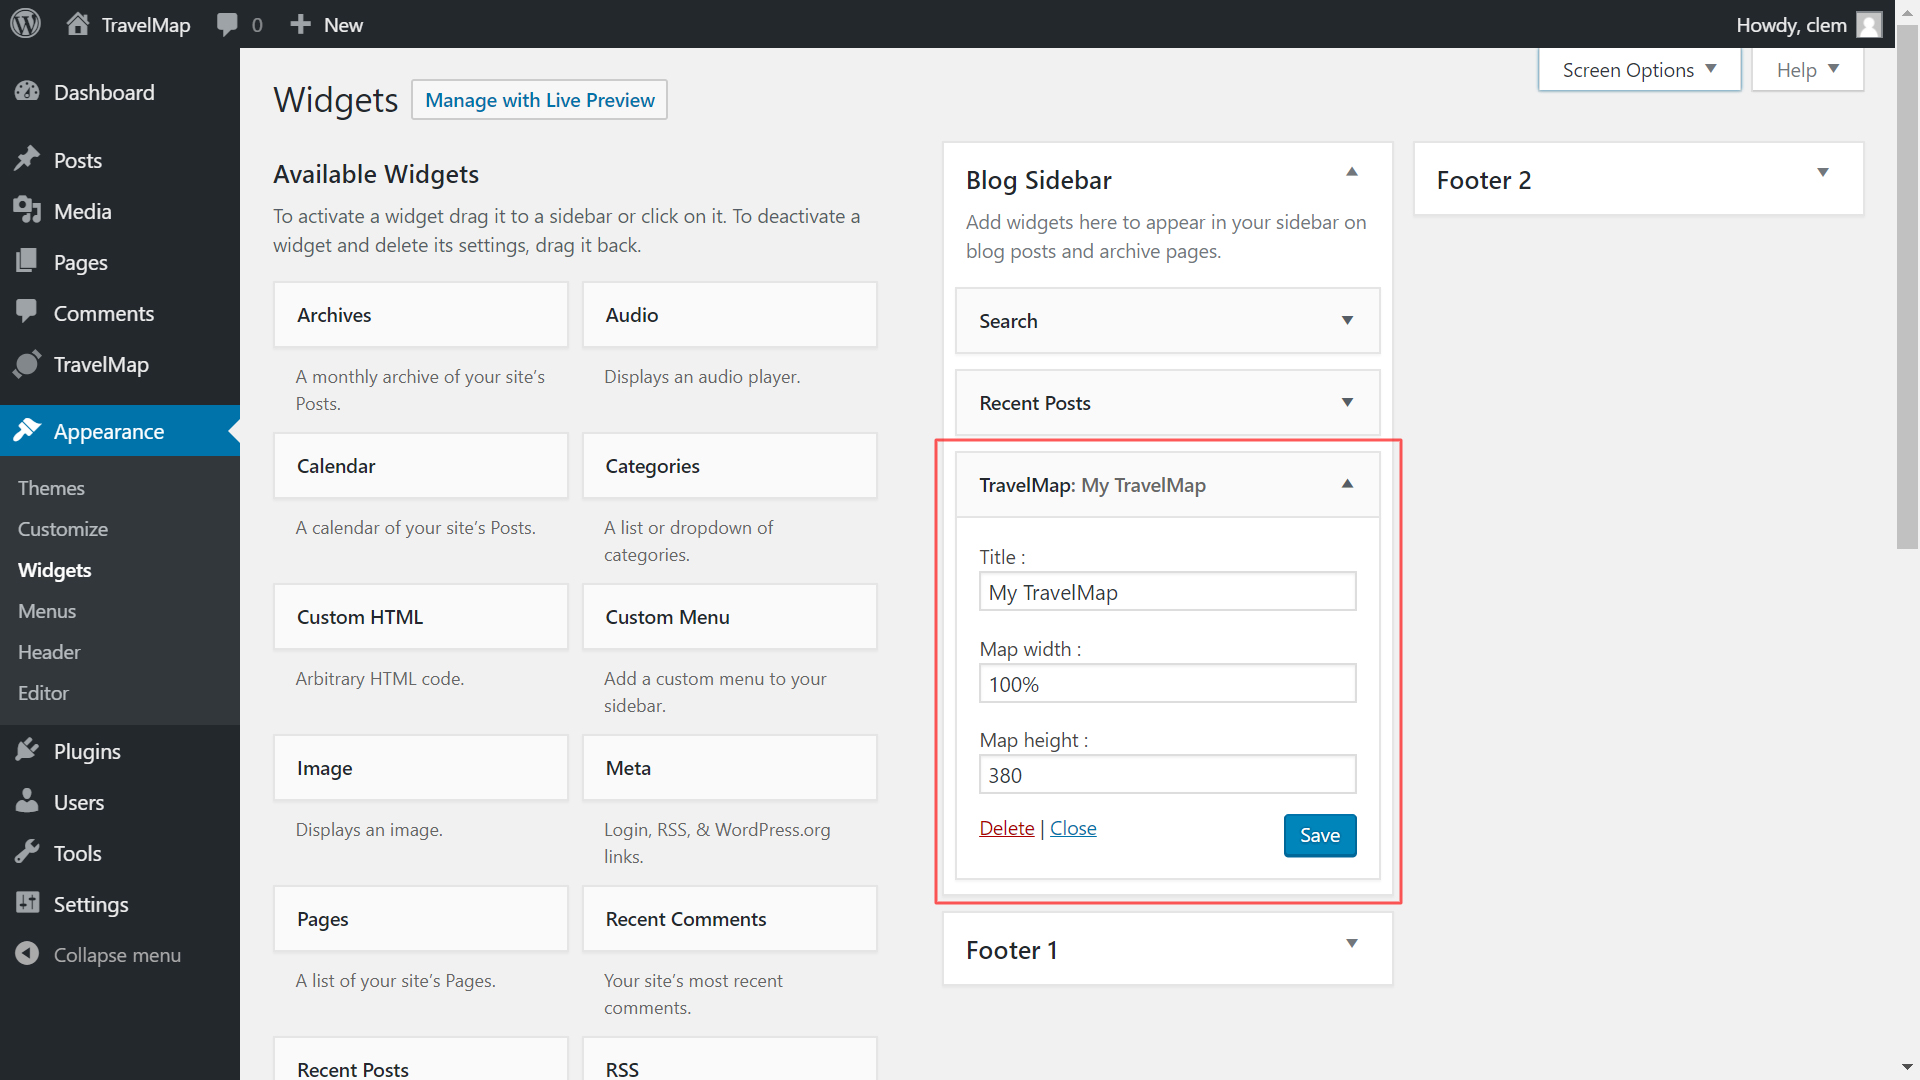 TravelMap
0
New
Howdy, clem
Dashboard
Posts
Media
Pages
Comments
TravelMap
Appearance
Themes
Customize
Widgets
Menus
Header
Editor
Plugins
Users
Tools
Settings
Collapse menu
Screen Options
Help
Widgets
Manage with Live Preview
Available Widgets
To activate a widget drag it to a sidebar or click on it. To deactivate a
widget and delete its settings, drag it back.
Archives
A monthly archive of your site’s
Posts.
Audio
Displays an audio player.
Calendar
A calendar of your site’s Posts.
Categories
A list or dropdown of
categories.
Custom HTML
Arbitrary HTML code.
Custom Menu
Add a custom menu to your
sidebar.
Image
Displays an image.
Meta
Login, RSS, & WordPress.org
links.
Pages
A list of your site’s Pages.
Recent Comments
Your site’s most recent
comments.
Recent Posts
RSS
Blog Sidebar
Add widgets here to appear in your sidebar on
blog posts and archive pages.
Search
Recent Posts
TravelMap: My TravelMap
Title :
My TravelMap
Map width :
100%
Map height :
380
Delete | Close
Save
Footer 1
Footer 2